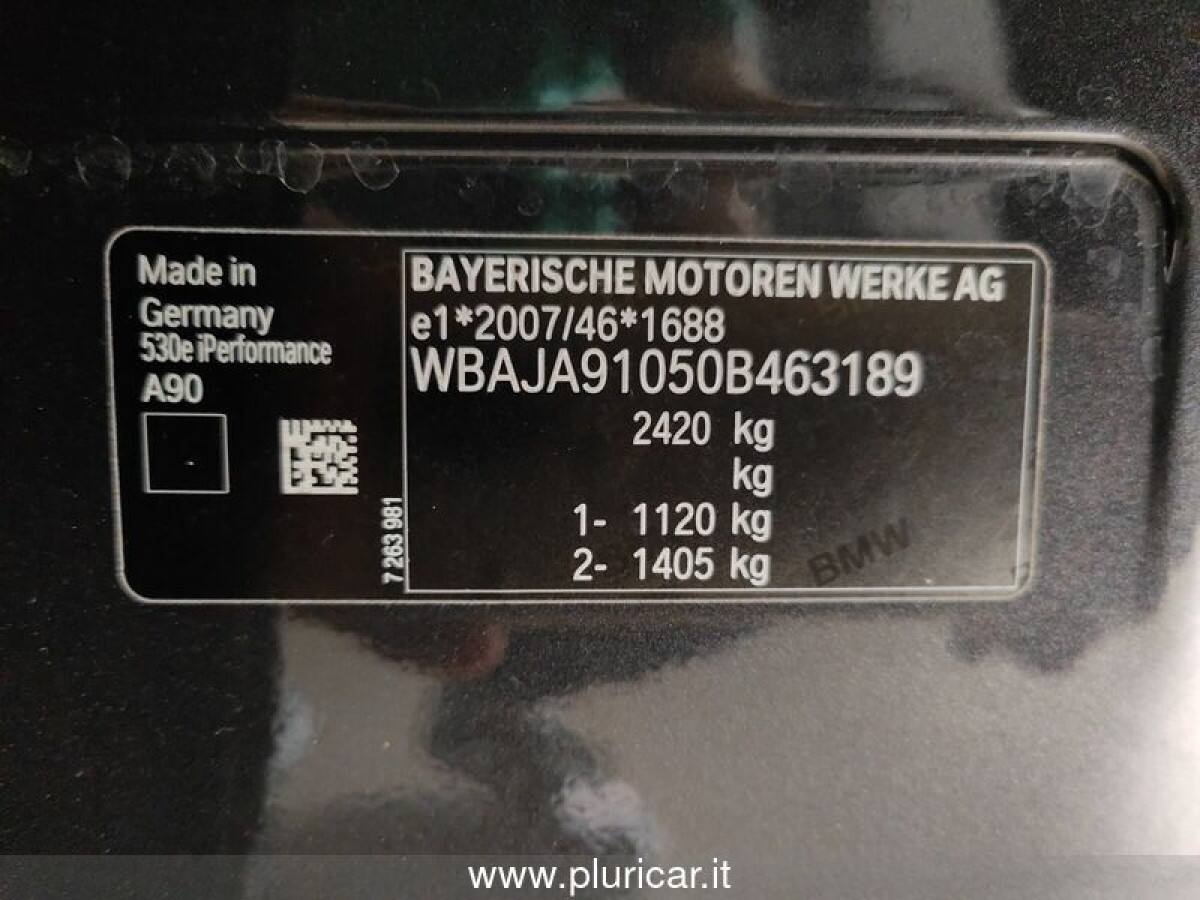 Made in
Germany
530e iPerformance
A90
7 263 981
BAYERISCHE MOTOREN WERKE AG
e1*2007/46*1688
WBAJA91050B463189
2420 kg
kg
1- 1120 kg
2- 1405 kg
BMW
www.pluricar.it